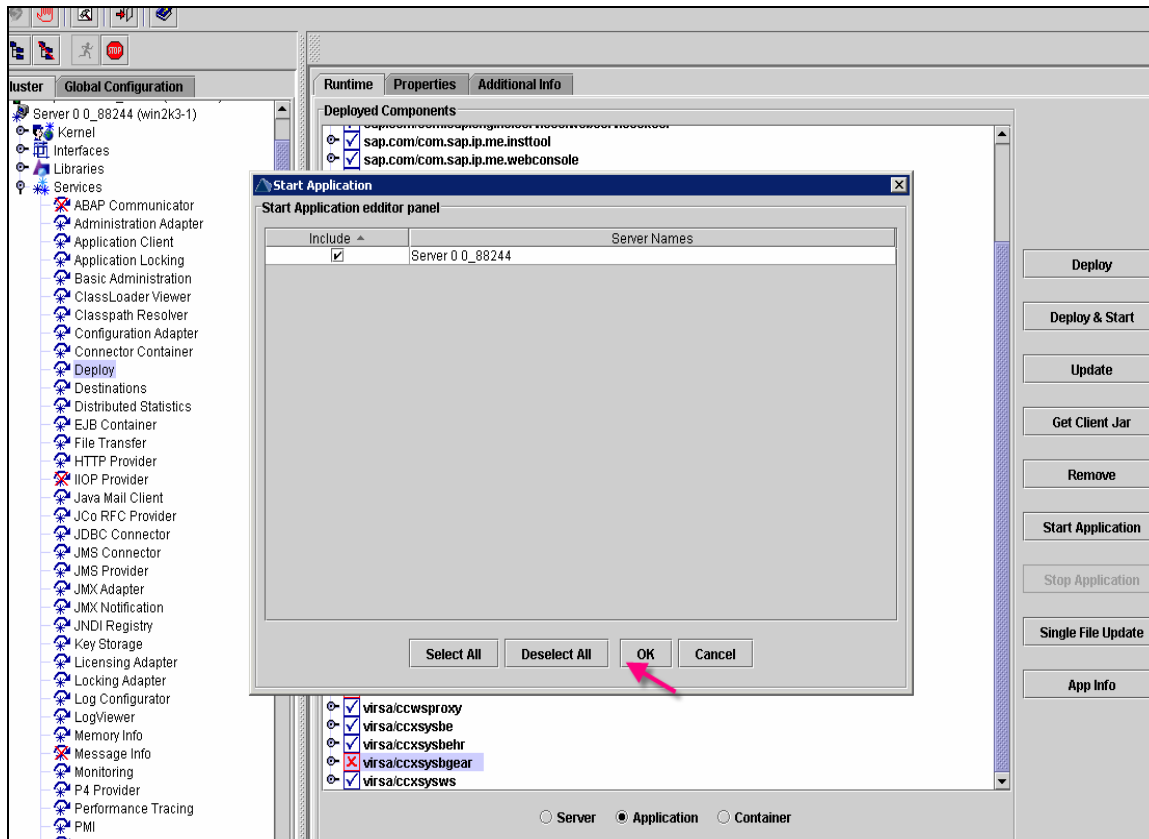 STOP
luster
Global Configuration
Server 0 0_88244 (win2k3-1)
Kernel
Interfaces
Libraries
Services
ABAP Communicator
Administration Adapter
Application Client
Application Locking
Basic Administration
ClassLoader Viewer
Classpath Resolver
Configuration Adapter
Connector Container
Deploy
Destinations
Distributed Statistics
EJB Container
File Transfer
HTTP Provider
IIOP Provider
Java Mail Client
JCo RFC Provider
JDBC Connector
JMS Connector
JMS Provider
JMX Adapter
JMX Notification
JNDI Registry
Key Storage
Licensing Adapter
Locking Adapter
Log Configurator
LogViewer
Memory Info
Message Info
Monitoring
P4 Provider
Performance Tracing
PMI
Runtime
Properties
Additional Info
Deployed Components
sap.com/com.sap.ip.me.insttool
sap.com/com.sap.ip.me.webconsole
Start Application
Start Application edditor panel
Include
Server Names
Server 0 0_88244
Select All
Deselect All
OK
Cancel
virsa/ccwsproxy
virsa/ccxsysbe
virsa/ccxsysbehr
virsa/ccxsysbgear
virsa/ccxsysws
Server
Application
Container
Deploy
Deploy & Start
Update
Get Client Jar
Remove
Start Application
Stop Application
Single File Update
App Info